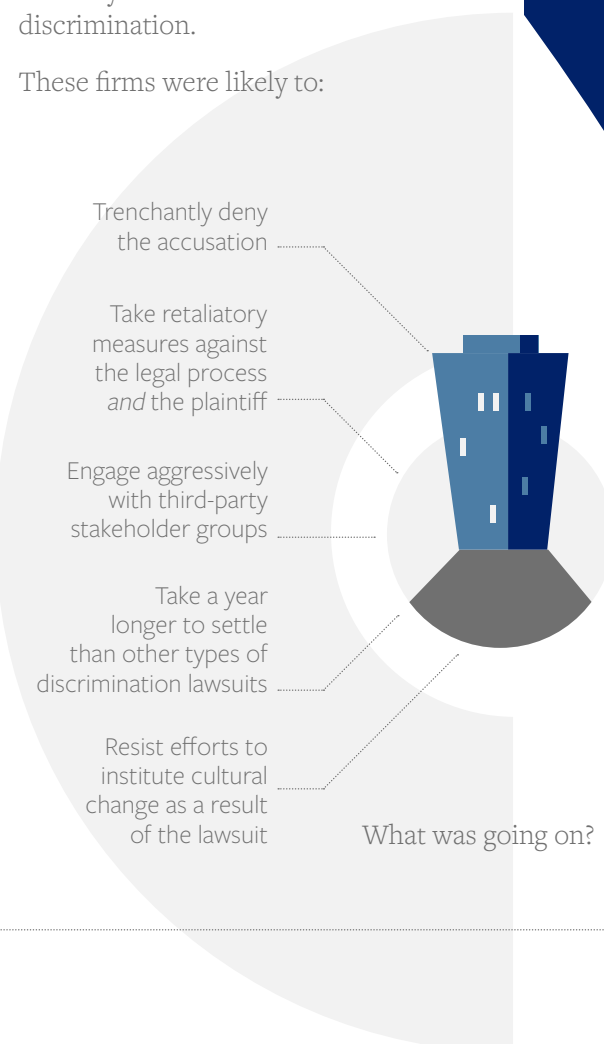 discrimination.
These firms were likely to:
Trenchantly deny
the accusation
Take retaliatory
measures against
the legal process
and the plaintiff
Engage aggressively
with third-party
stakeholder groups
Take a year
longer to settle
than other types of
discrimination lawsuits
Resist efforts to
institute cultural
change as a result
of the lawsuit
What was going on?